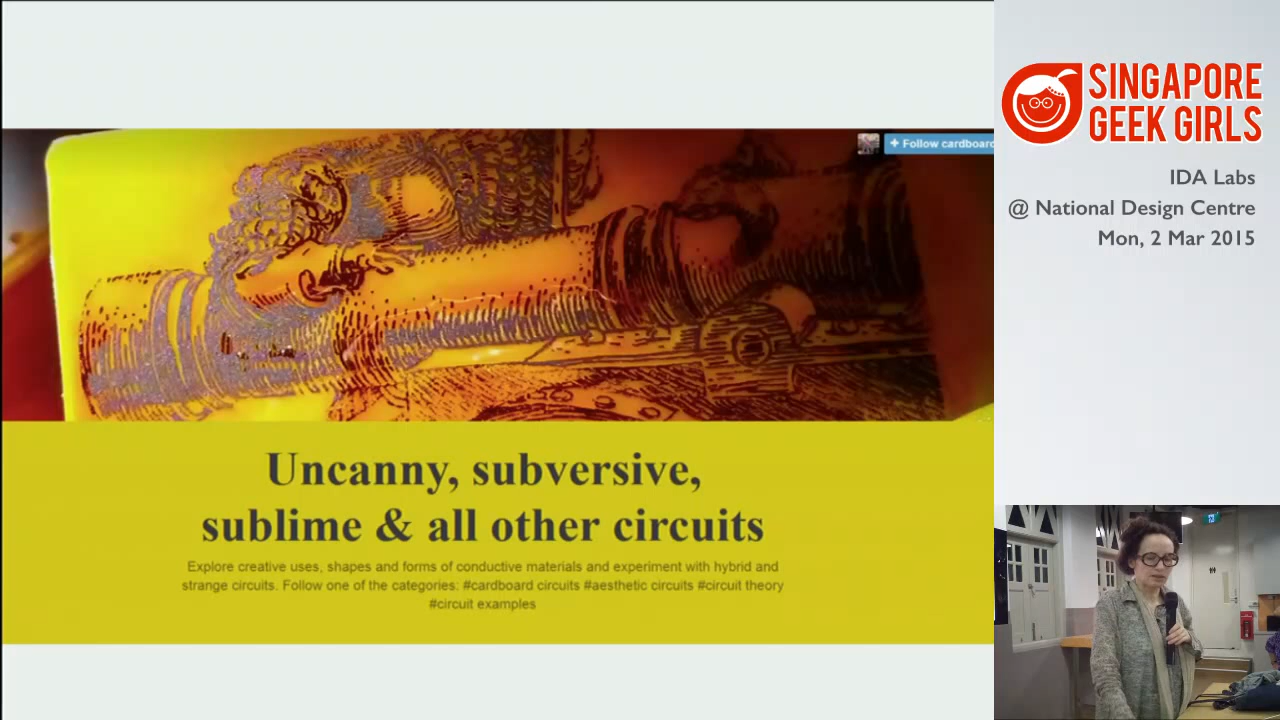 + Follow cardboard
Uncanny, subversive,
sublime & all other circuits
Explore creative uses, shapes and forms of conductive materials and experiment with hybrid and
strange circuits. Follow one of the categories: #cardboard circuits #aesthetic circuits #circuit theory
#circuit examples
SINGAPORE
GEEK GIRLS
IDA Labs
@ National Design Centre
Mon, 2 Mar 2015